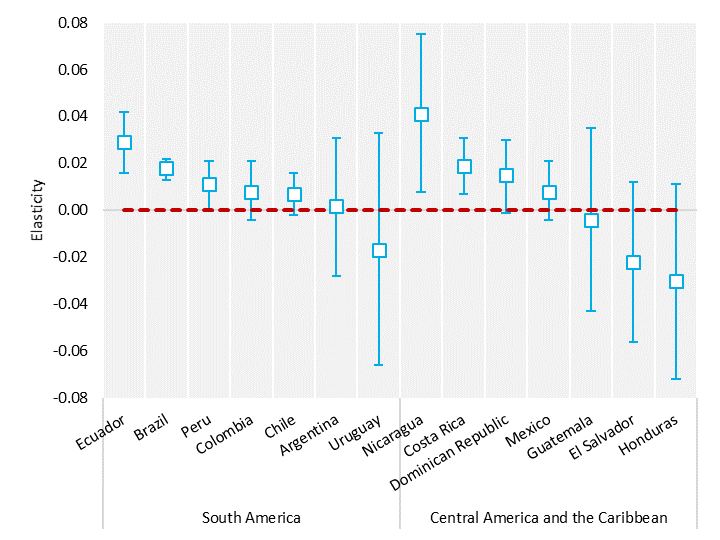 0.08
0.06
0.04
0.02
0.00
-0.02
-0.04
-0.06
-0.08
Elasticity
Ecuador
Brazil
Peru
Colombia
Chile
Argentina
Uruguay
Nicaragua
Costa Rica
Dominican Republic
Mexico
Guatemala
El Salvador
Honduras
South America
Central America and the Caribbean